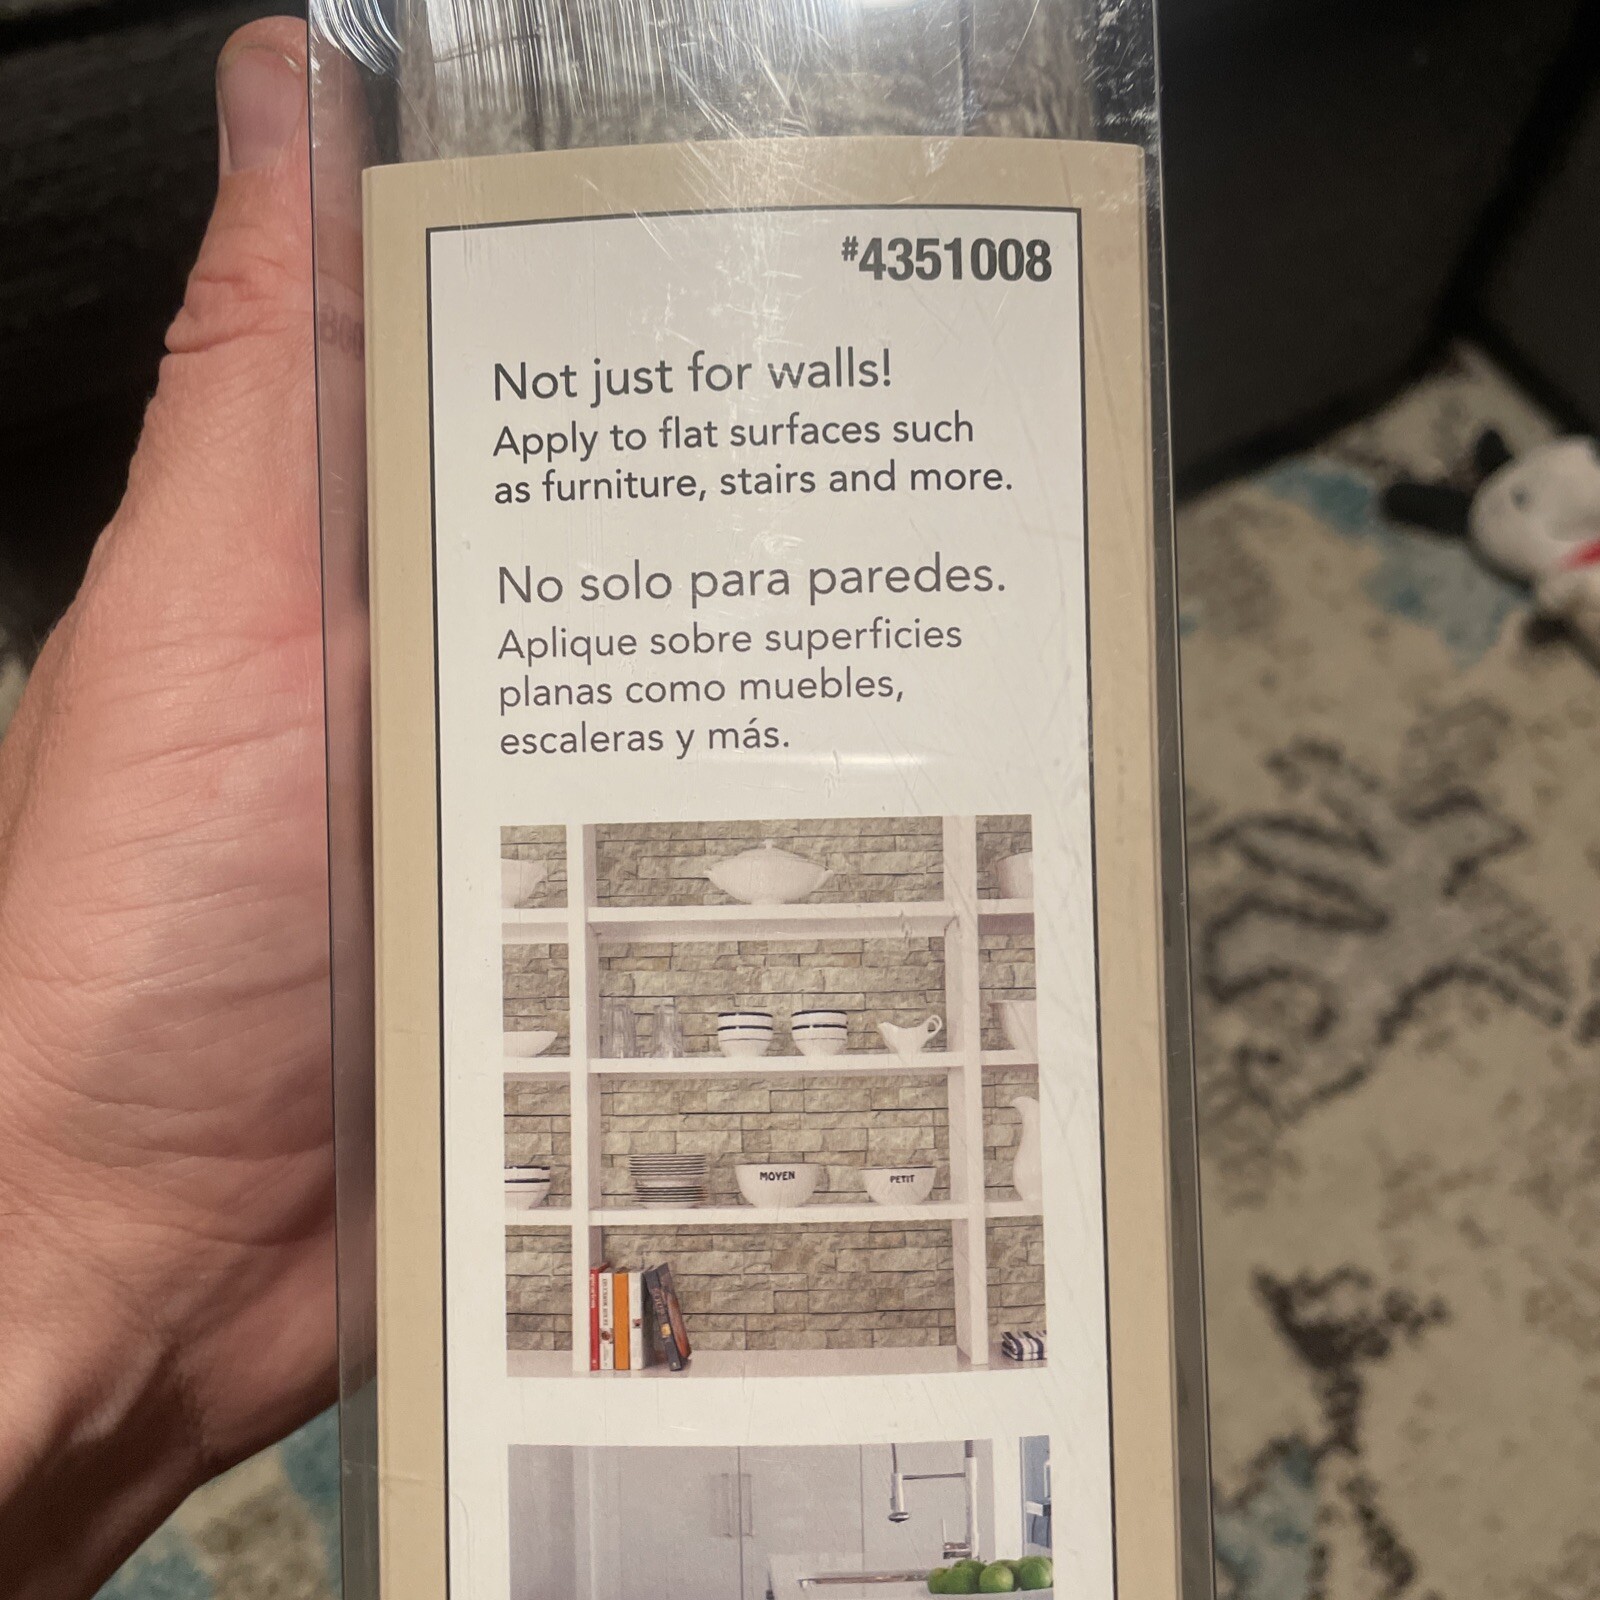 #4351008
Not just for walls!
Apply to flat surfaces such
as furniture, stairs and more.
No solo para paredes.
Aplique sobre superficies
planas como muebles,
escaleras y más.
MOYEN
PETIT